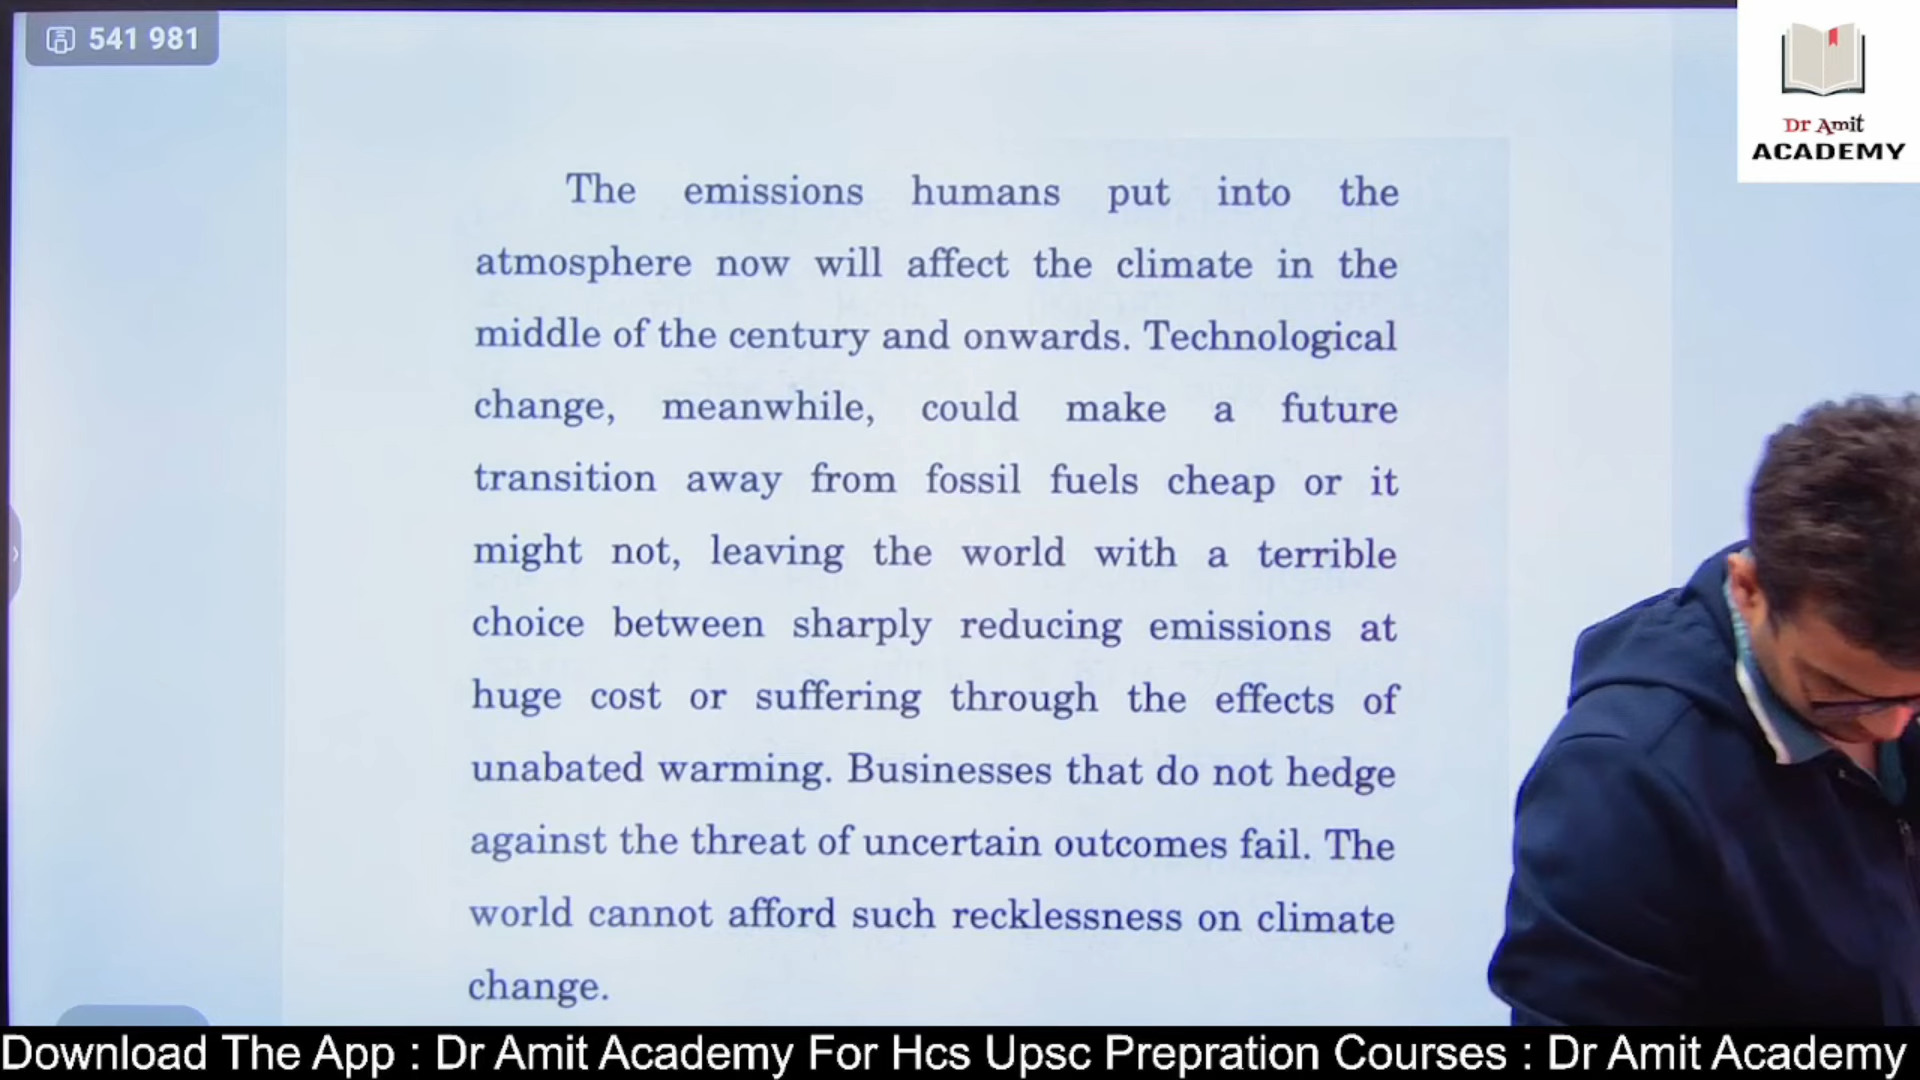 541 981
Dr Amit
ACADEMY
The emissions humans put into the
atmosphere now will affect the climate in the
middle of the century and onwards. Technological
change, meanwhile, could make a future
transition away from fossil fuels cheap or it
might not, leaving the world with a terrible
choice between sharply reducing emissions at
huge cost or suffering through the effects of
unabated warming. Businesses that do not hedge
against the threat of uncertain outcomes fail. The
world cannot afford such recklessness on climate
change.
Download The App : Dr Amit Academy For Hcs Upsc Prepration Courses : Dr Amit Academy